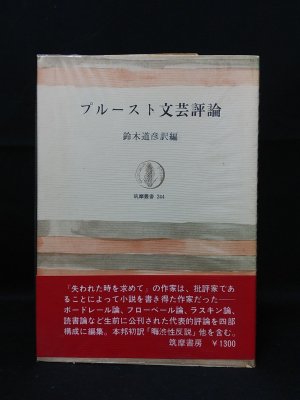 プルースト文芸評論
鈴木道彦訳編
筑摩叢書 244
「失われた時を求めて」の作家は、批評家であ
ることによって小説を書き得た作家だった――
ボードレール論、フローベール論、ラスキン論、
読書論など生前に公刊された代表的評論を四部
構成に編集。本邦初訳「晦渋性反説」他を含む。
筑摩書房 ￥1300